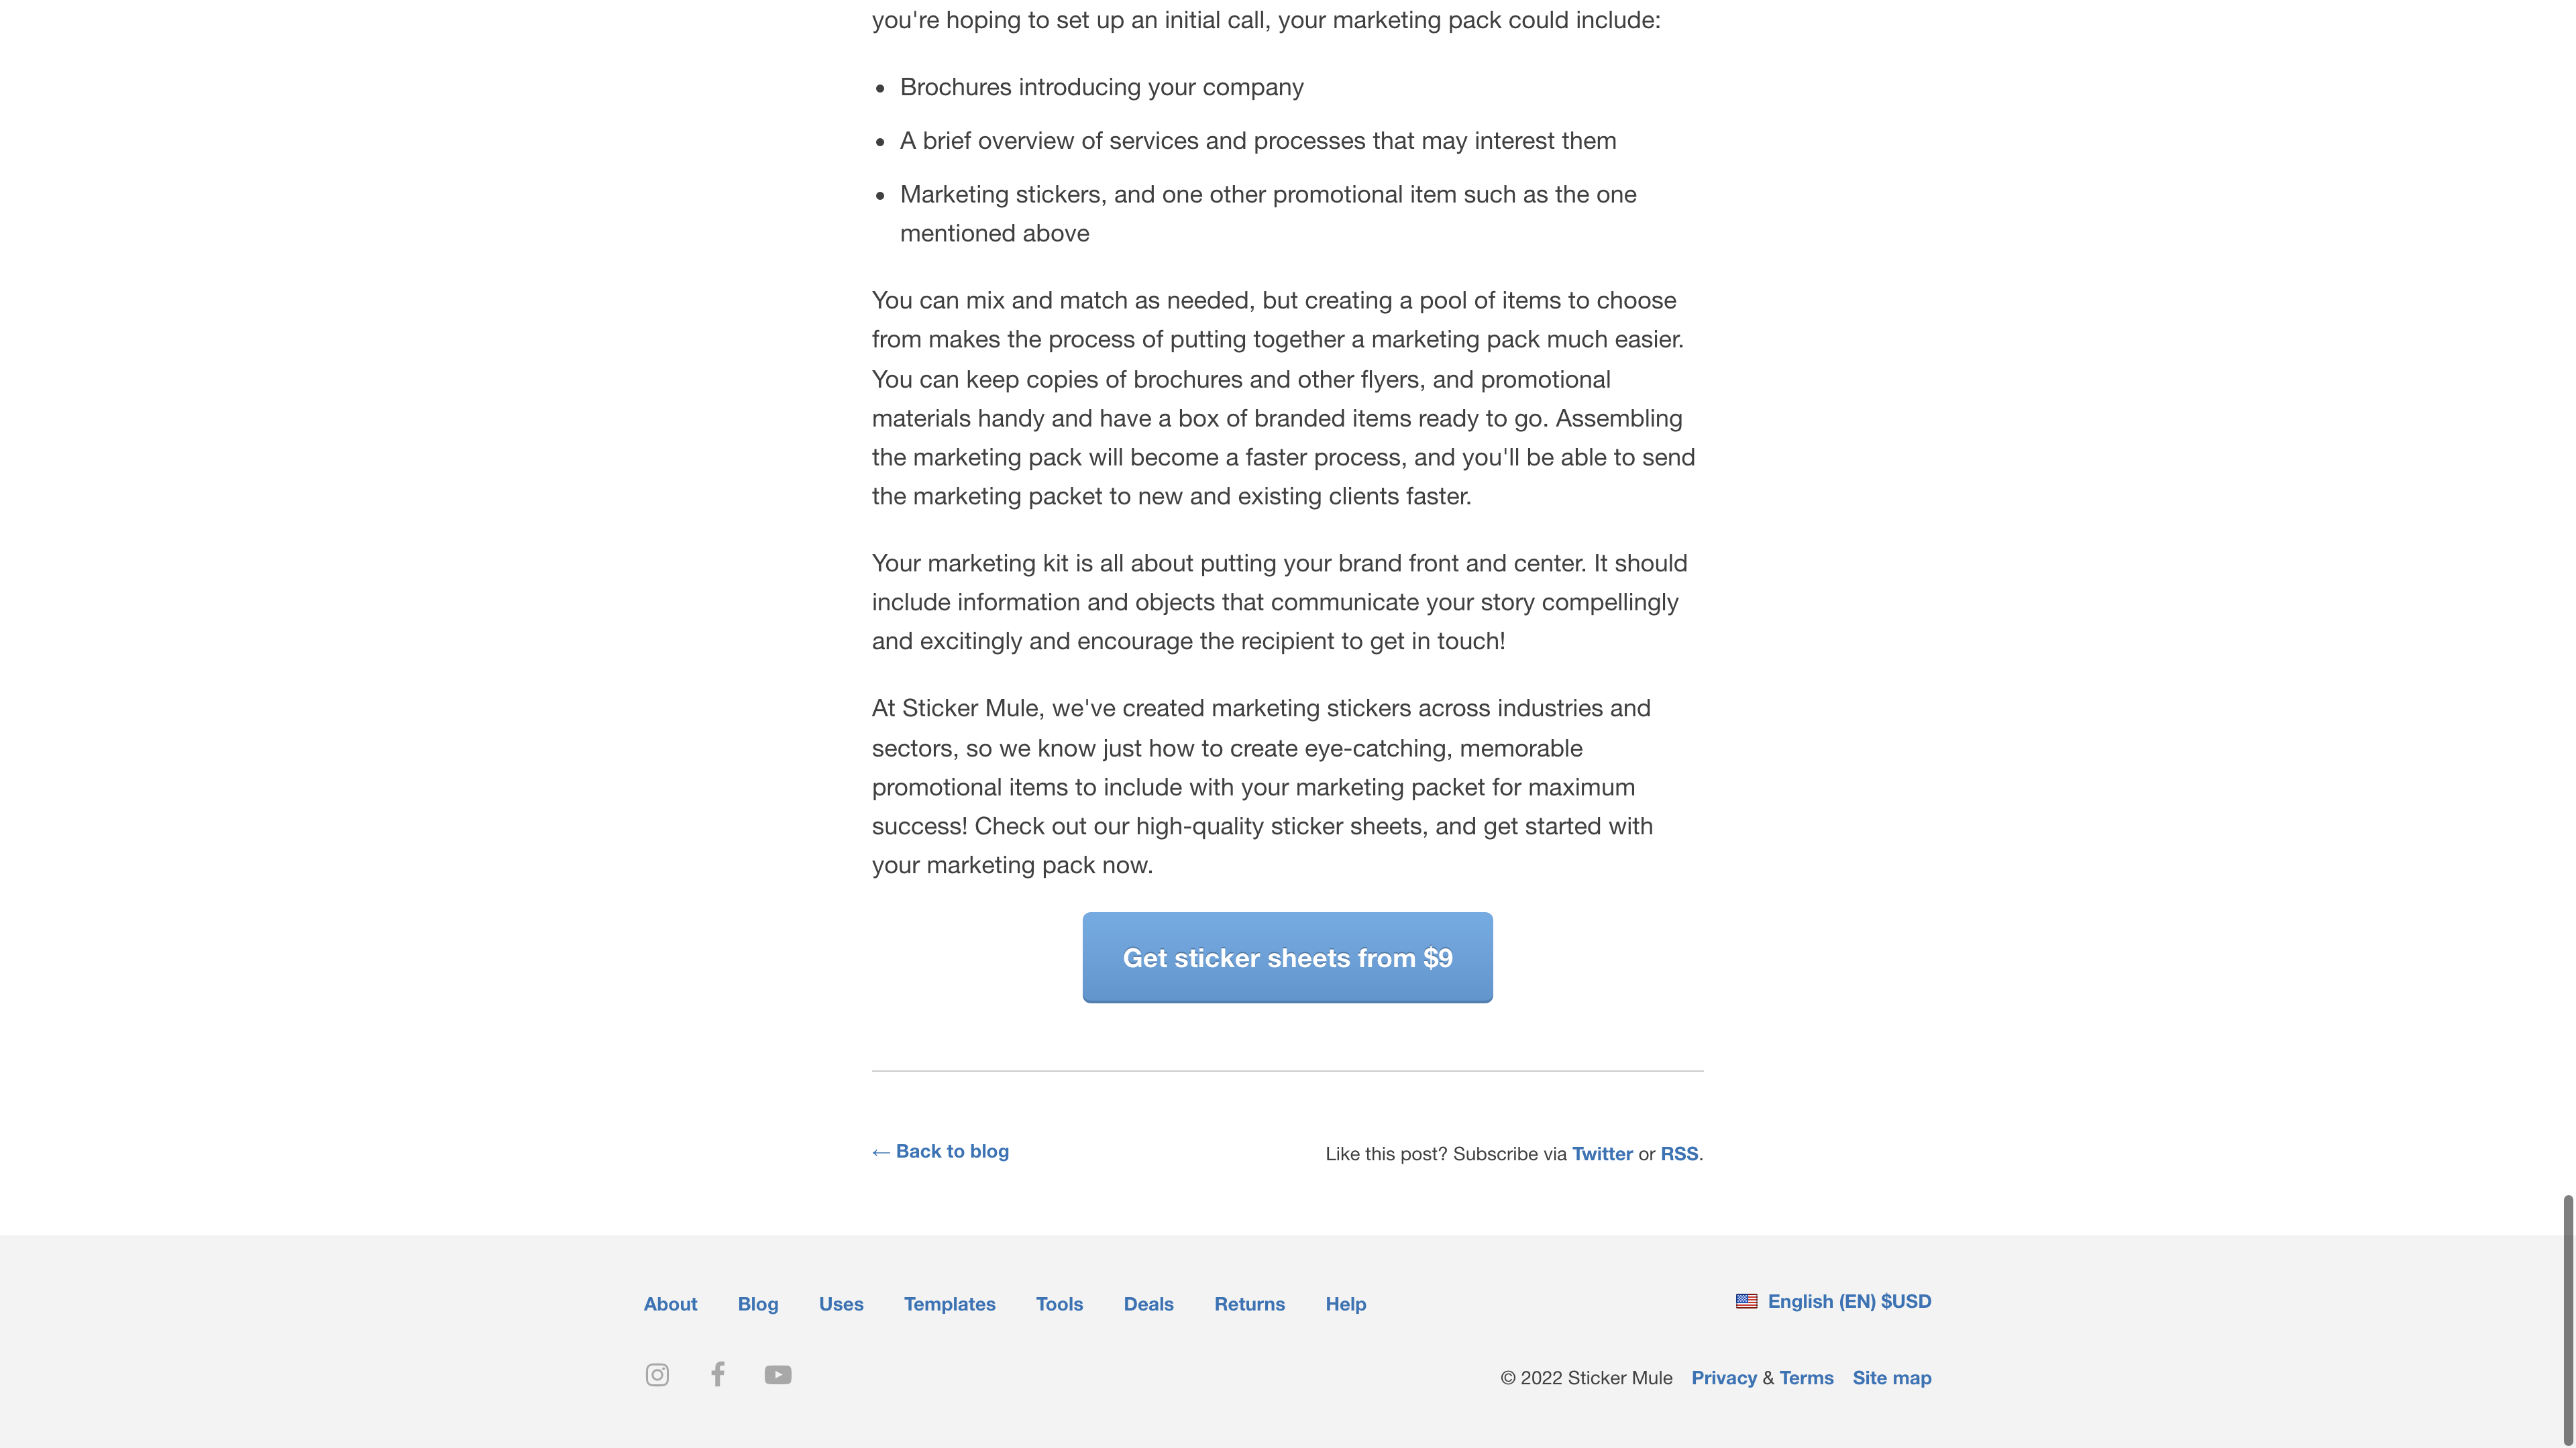 you're hoping to set up an initial call, your marketing pack could include:
• Brochures introducing your company
• A brief overview of services and processes that may interest them
• Marketing stickers, and one other promotional item such as the one
mentioned above
You can mix and match as needed, but creating a pool of items to choose
from makes the process of putting together a marketing pack much easier.
You can keep copies of brochures and other flyers, and promotional
materials handy and have a box of branded items ready to go. Assembling
the marketing pack will become a faster process, and you'll be able to send
the marketing packet to new and existing clients faster.
Your marketing kit is all about putting your brand front and center. It should
include information and objects that communicate your story compellingly
and excitingly and encourage the recipient to get in touch!
At Sticker Mule, we've created marketing stickers across industries and
sectors, so we know just how to create eye-catching, memorable
promotional items to include with your marketing packet for maximum
success! Check out our high-quality sticker sheets, and get started with
your marketing pack now.
Get sticker sheets from $9
← Back to blog
Like this post? Subscribe via Twitter or RSS.
About Blog Uses Templates Tools Deals Returns Help
English (EN) $USD
© 2022 Sticker Mule Privacy & Terms Site map